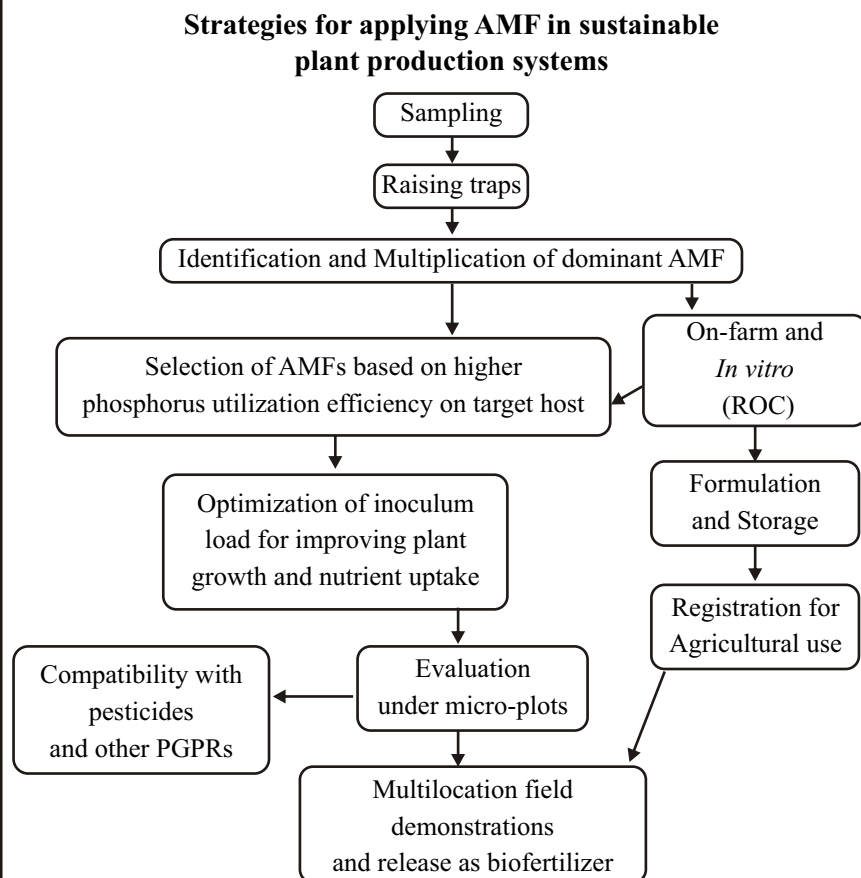 Strategies for applying AMF in sustainable
plant production systems
Sampling
Raising traps
Identification and Multiplication of dominant AMF
Selection of AMFs based on higher
phosphorus utilization efficiency on target host
On-farm and
In vitro
(ROC)
Optimization of inoculum
load for improving plant
growth and nutrient uptake
Formulation
and Storage
Registration for
Agricultural use
Compatibility with
pesticides
and other PGPRs
Evaluation
under micro-plots
Multilocation field
demonstrations
and release as biofertilizer